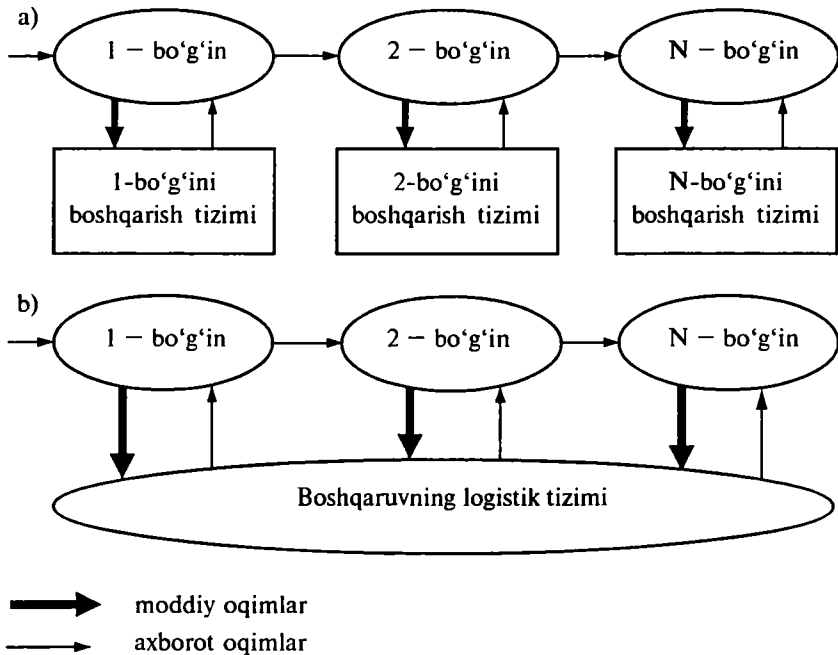 a)
1 – bo‘g‘in
2 – bo‘g‘in
N – bo‘g‘in
1-bo‘g‘ini
boshqarish tizimi
2-bo‘g‘ini
boshqarish tizimi
N-bo‘g‘ini
boshqarish tizimi
b)
1 – bo‘g‘in
2 – bo‘g‘in
N – bo‘g‘in
Boshqaruvning logistik tizimi
moddiy oqimlar
axborot oqimlar